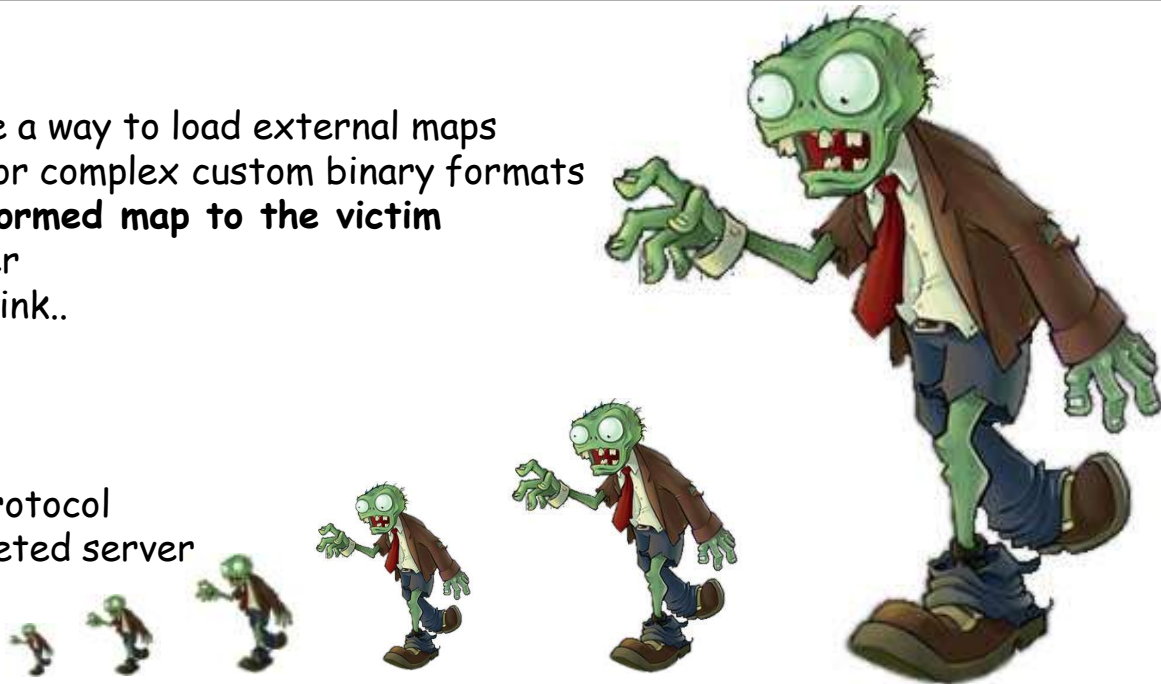 a way to load external maps
or complex custom binary formats
ormed map to the victim
r
ink..
rotocol
eted server